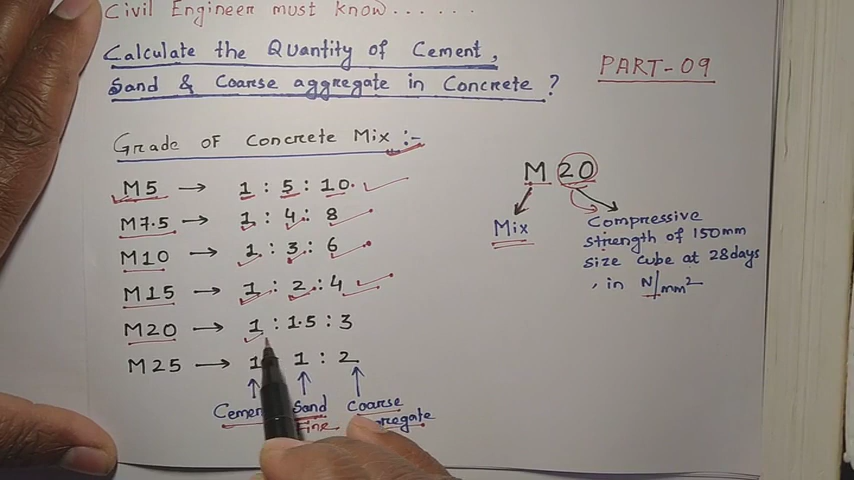 Civil Engineer must know......
Calculate the Quantity of Cement,
Sand & Coarse aggregate in Concrete?
PART-09
Grade of Concrete Mix:-
M5 → 1 : 5 : 10.
M7.5 → 1 : 4 : 8
M10 → 1 : 3 : 6
M15 → 1 : 2 : 4
M20 → 1 : 1.5 : 3
M25 → 1 : 1 : 2
Cement
Sand
Fine
Coarse
M 20
Mix
Compressive
strength of 150mm
size cube at 28days
, in N/mm²